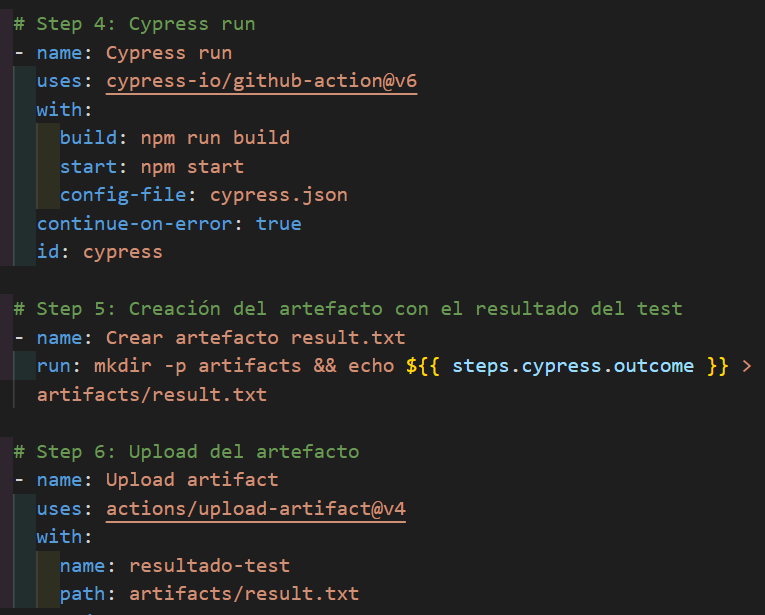 # Step 4: Cypress run
- name: Cypress run
  uses: cypress-io/github-action@v6
  with:
    build: npm run build
    start: npm start
    config-file: cypress.json
  continue-on-error: true
  id: cypress

# Step 5: Creación del artefacto con el resultado del test
- name: Crear artefacto result.txt
  run: mkdir -p artifacts && echo ${{ steps.cypress.outcome }} >
  artifacts/result.txt

# Step 6: Upload del artefacto
- name: Upload artifact
  uses: actions/upload-artifact@v4
  with:
    name: resultado-test
    path: artifacts/result.txt